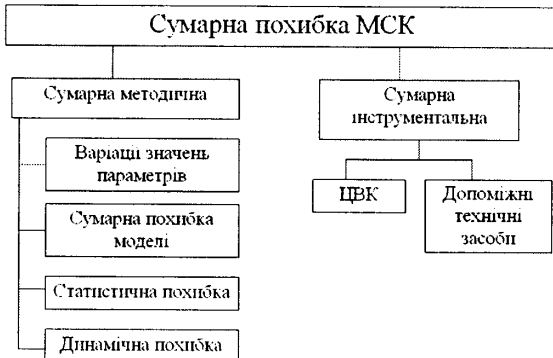 Сумарна похибка МСК
Сумарна методична
Варіації значень
параметрів
Сумарна похибка
моделі
Статистична похибка
Динамічна похибка
Сумарна
інструментальна
ЦВК
Допоміжні
технічні
засоби